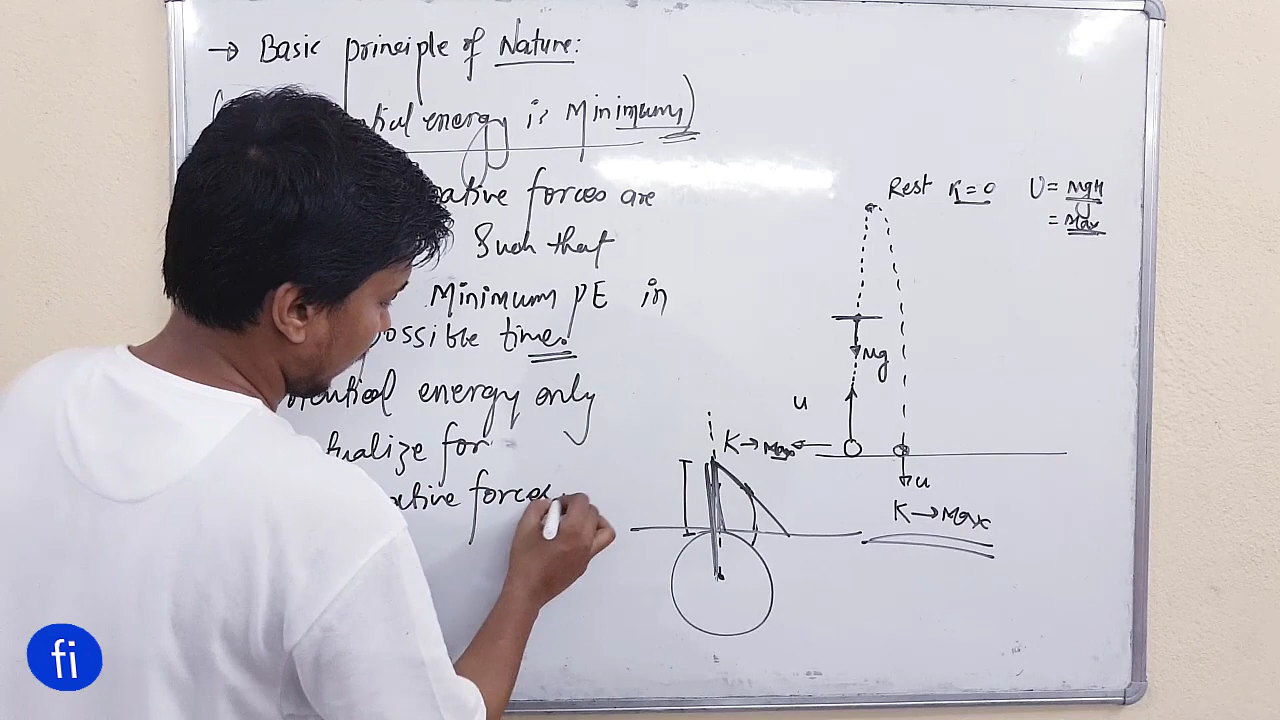 → Basic principle of Nature:
energy is Minimum)
forces are
Such that
Minimum PE in
possible time.
energy only
for
forces
Rest K=0 U= MgH
= Max
Mg
u
K→Max
u
K→Max
fi